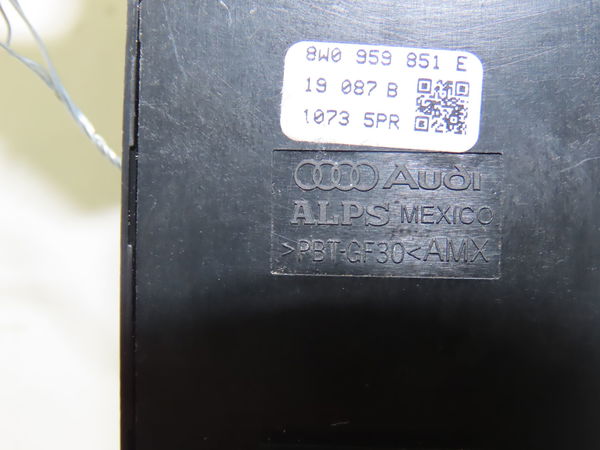 8W0 959 851 E
19 087 B
1073 5PR
Audi
ALPS MEXICO
>PBT-GF30< AMX